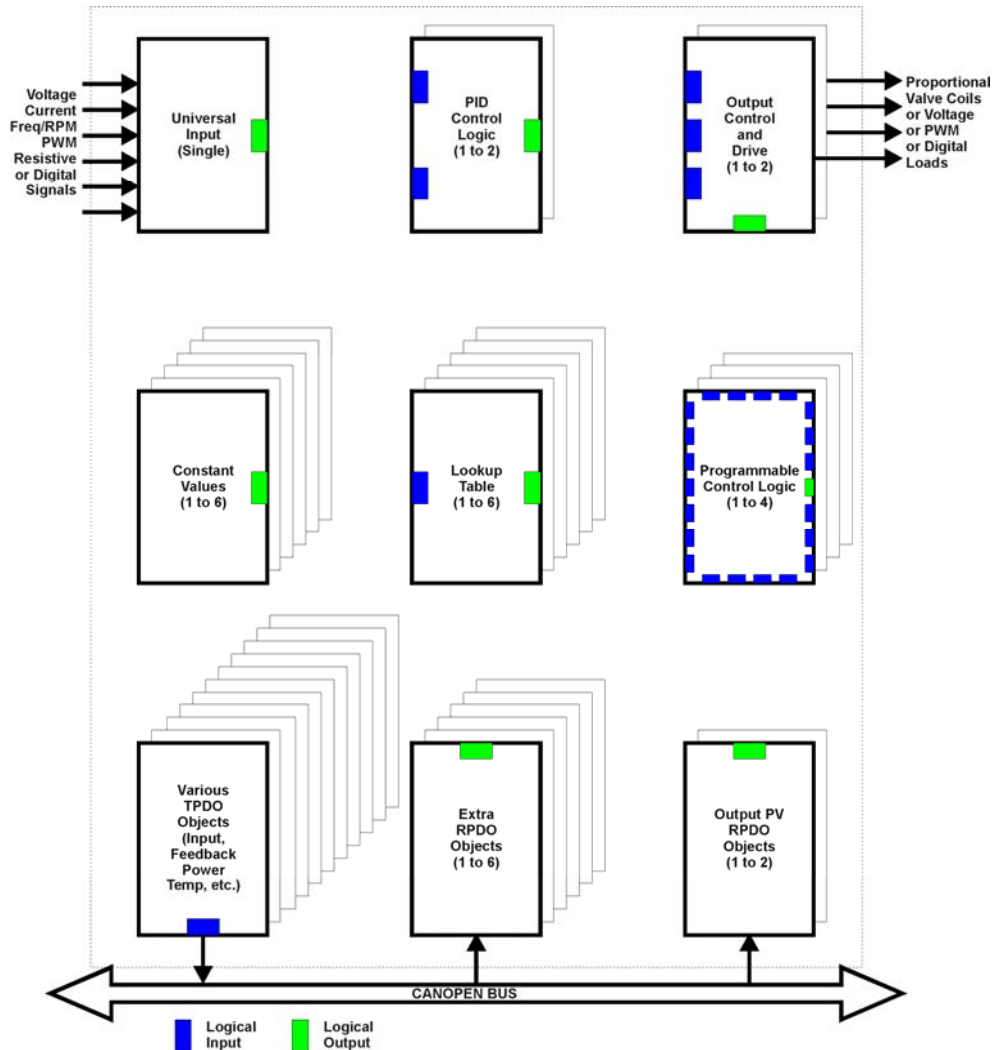 Voltage
Current
Freq/RPM
PWM
Resistive
or Digital
Signals
Universal
Input
(Single)
PID
Control
Logic
(1 to 2)
Output
Control
and
Drive
(1 to 2)
Proportional
Valve Coils
or Voltage
or PWM
or Digital
Loads
Constant
Values
(1 to 6)
Lookup
Table
(1 to 6)
Programmable
Control Logic
(1 to 4)
Various
TPDO
Objects
(Input,
Feedback
Power
Temp, etc.)
Extra
RPDO
Objects
(1 to 6)
Output PV
RPDO
Objects
(1 to 2)
CANOPEN BUS
Logical
Input
Logical
Output